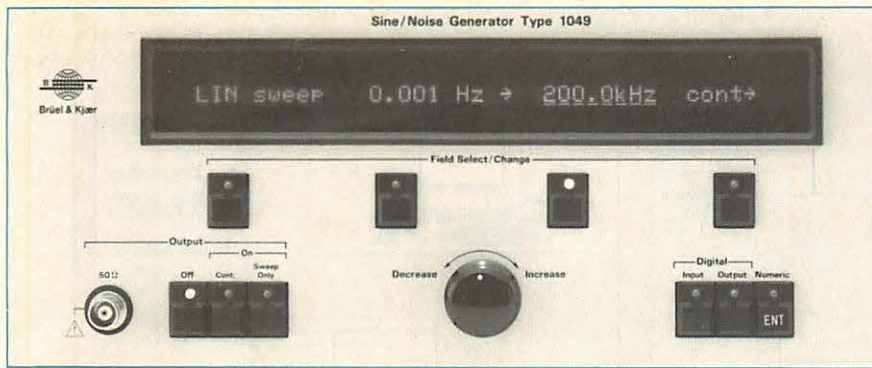 Sine/Noise Generator Type 1049
B K
Brüel & Kjær
LIN sweep 0.001 Hz → 200.0kHz cont→
Field Select/Change
Output
On
50 Ω
Off
Cont.
Sweep Only
Decrease
Increase
Digital
Input
Output
Numeric
ENT